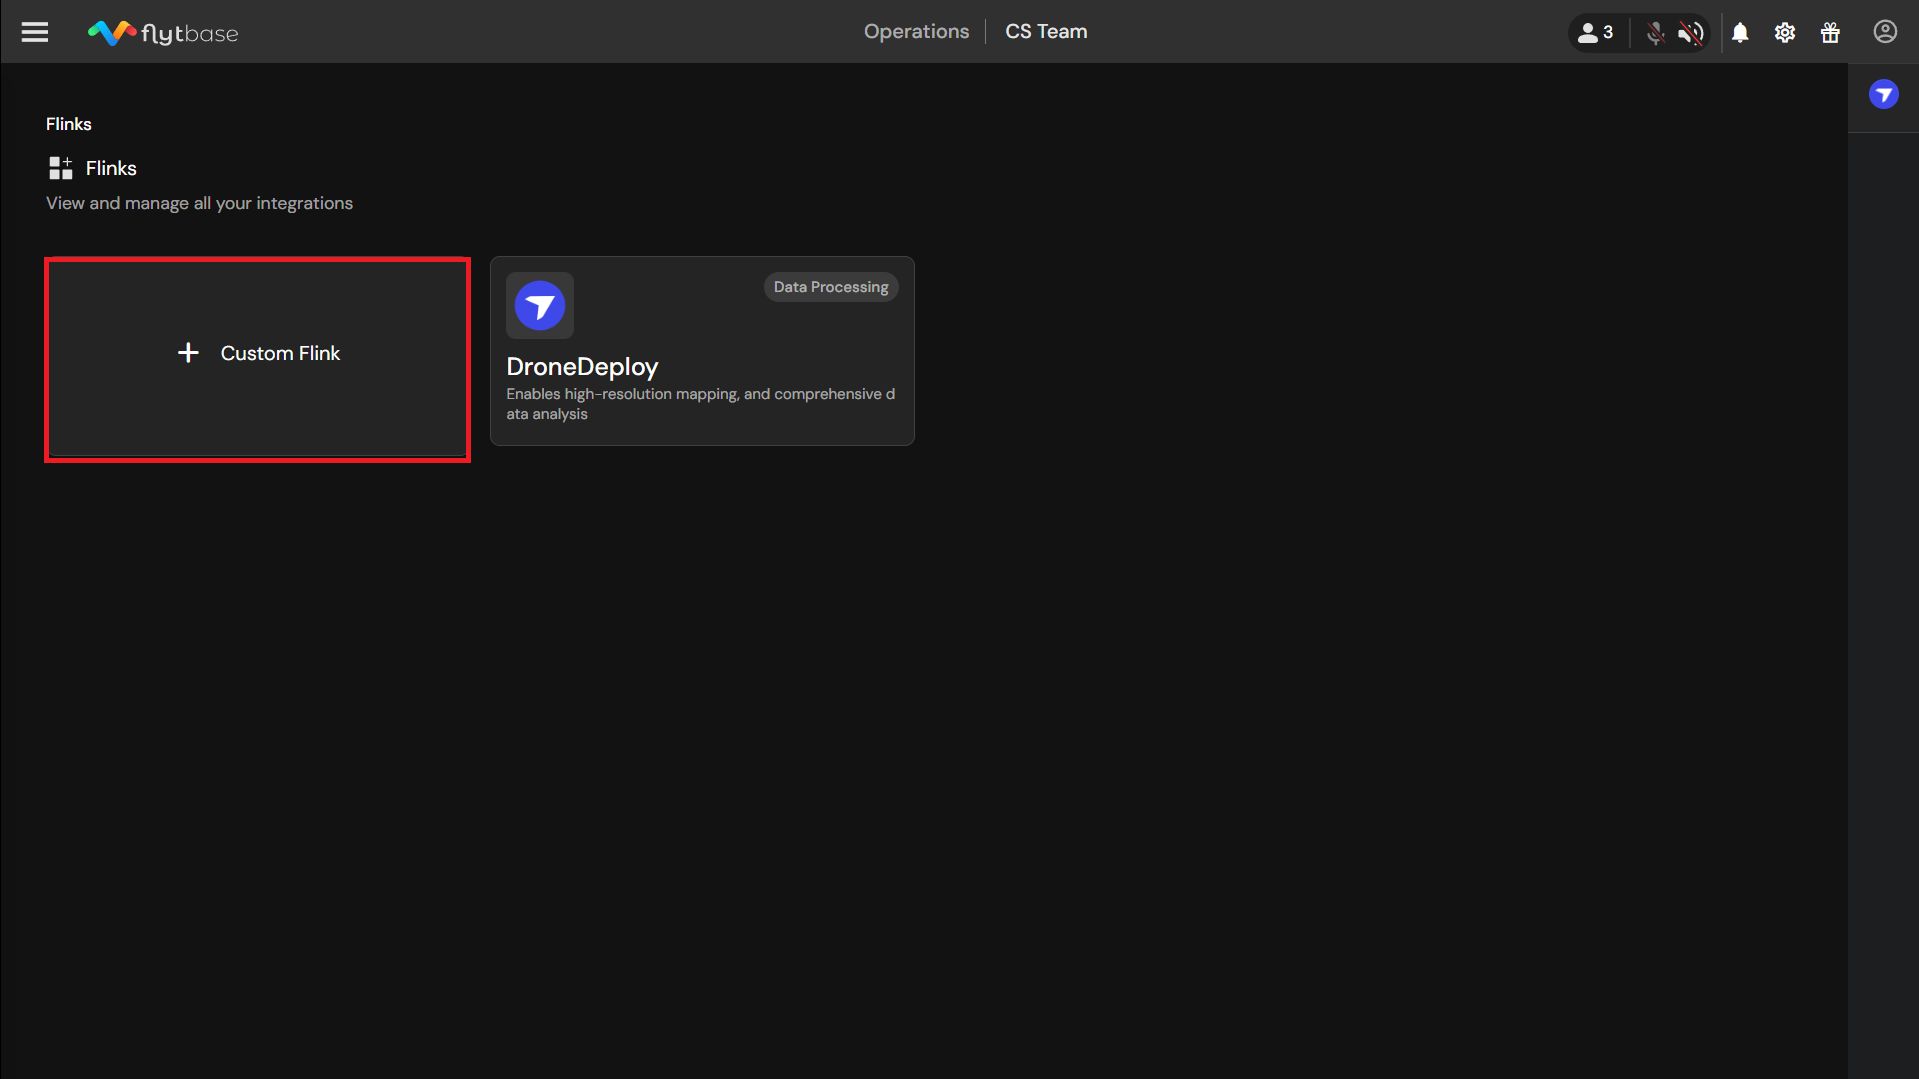 flytbase
Operations
CS Team
3
Flinks
Flinks
View and manage all your integrations
Custom Flink
Data Processing
DroneDeploy
Enables high-resolution mapping, and comprehensive d
ata analysis